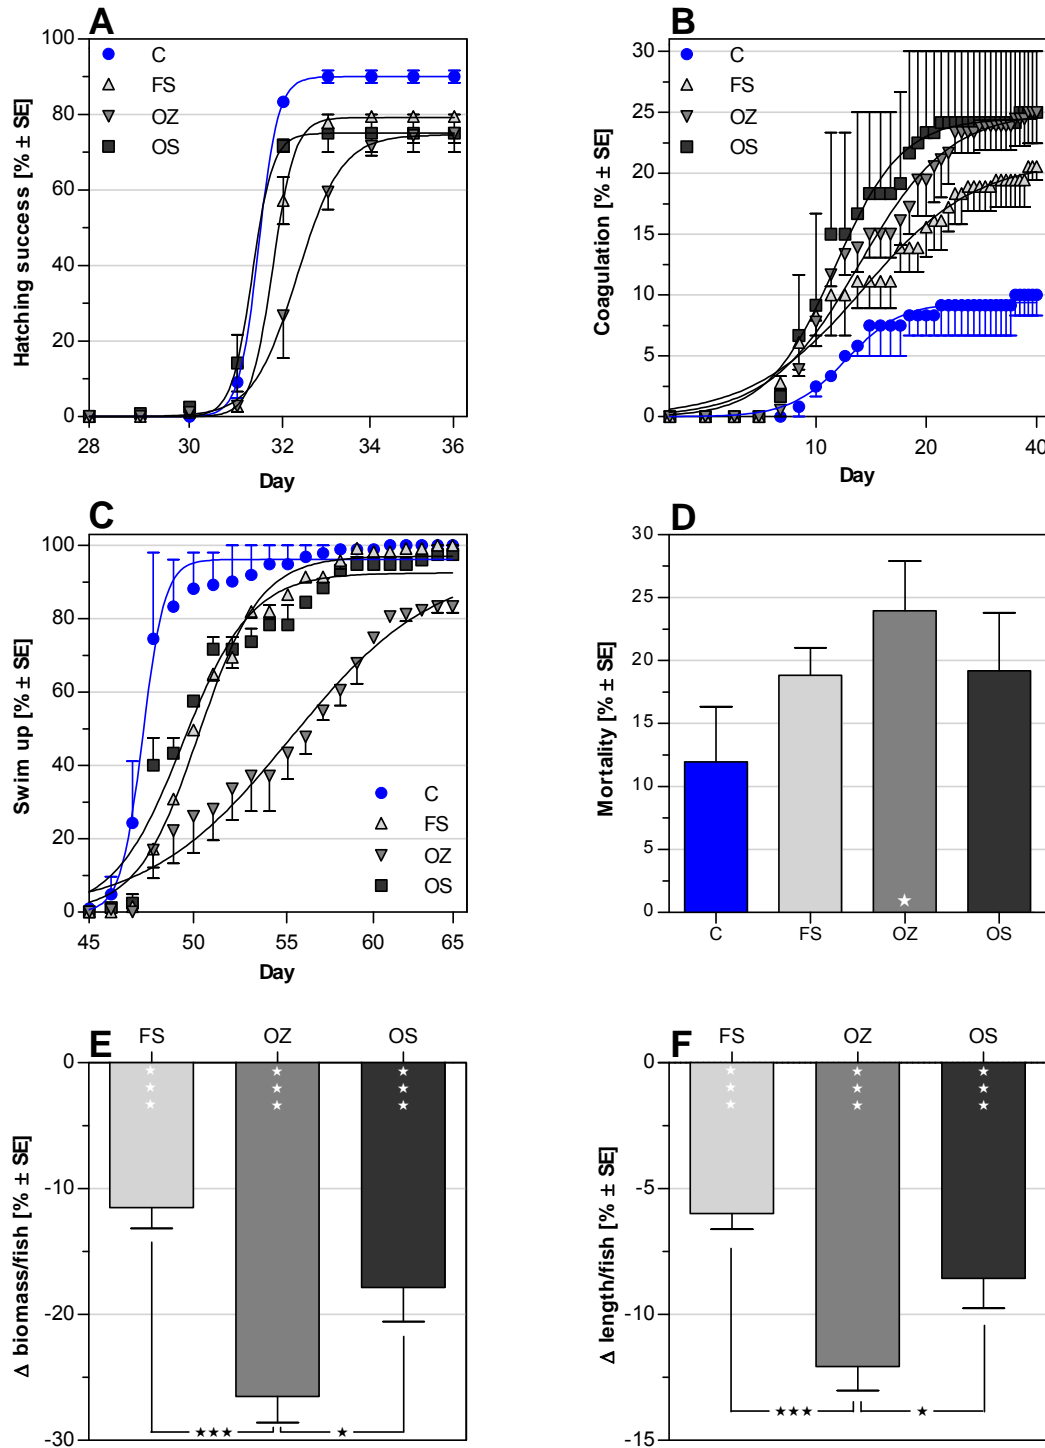 A
Hatching success [% ± SE]
100
80
60
40
20
0
C
FS
OZ
OS
28
30
32
34
36
Day
B
Coagulation [% ± SE]
30
25
20
15
10
5
0
C
FS
OZ
OS
10
20
40
Day
C
Swim up [% ± SE]
100
80
60
40
20
0
C
FS
OZ
OS
45
50
55
60
65
Day
D
Mortality [% ± SE]
30
25
20
15
10
5
0
★
C
FS
OZ
OS
E
FS
OZ
OS
Δ biomass/fish [% ± SE]
0
-10
-20
-30
★ ★ ★
★ ★ ★
★ ★ ★
★★★
★
F
FS
OZ
OS
Δ length/fish [% ± SE]
0
-5
-10
-15
★ ★ ★
★ ★ ★
★ ★ ★
★★★
★